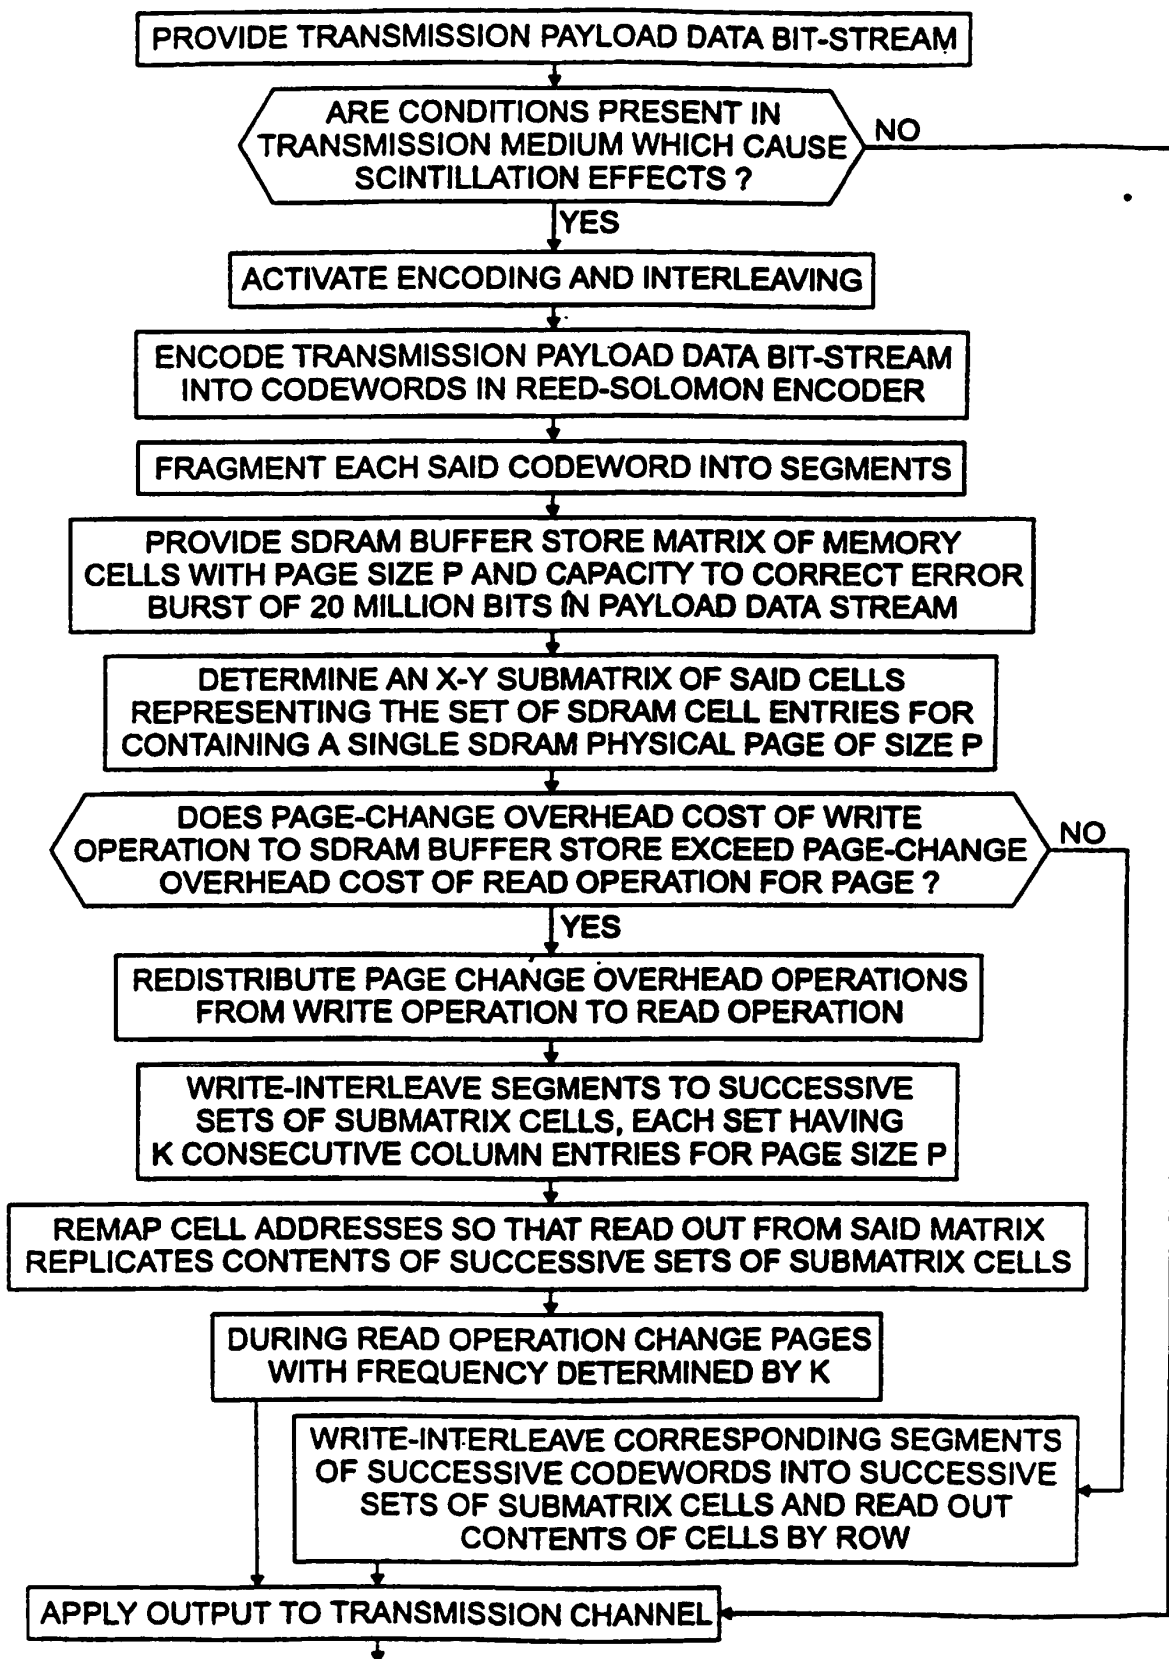 PROVIDE TRANSMISSION PAYLOAD DATA BIT-STREAM
ARE CONDITIONS PRESENT IN
TRANSMISSION MEDIUM WHICH CAUSE
SCINTILLATION EFFECTS ?
NO
YES
ACTIVATE ENCODING AND INTERLEAVING
ENCODE TRANSMISSION PAYLOAD DATA BIT-STREAM
INTO CODEWORDS IN REED-SOLOMON ENCODER
FRAGMENT EACH SAID CODEWORD INTO SEGMENTS
PROVIDE SDRAM BUFFER STORE MATRIX OF MEMORY
CELLS WITH PAGE SIZE P AND CAPACITY TO CORRECT ERROR
BURST OF 20 MILLION BITS IN PAYLOAD DATA STREAM
DETERMINE AN X-Y SUBMATRIX OF SAID CELLS
REPRESENTING THE SET OF SDRAM CELL ENTRIES FOR
CONTAINING A SINGLE SDRAM PHYSICAL PAGE OF SIZE P
DOES PAGE-CHANGE OVERHEAD COST OF WRITE
OPERATION TO SDRAM BUFFER STORE EXCEED PAGE-CHANGE
OVERHEAD COST OF READ OPERATION FOR PAGE ?
NO
YES
REDISTRIBUTE PAGE CHANGE OVERHEAD OPERATIONS
FROM WRITE OPERATION TO READ OPERATION
WRITE-INTERLEAVE SEGMENTS TO SUCCESSIVE
SETS OF SUBMATRIX CELLS, EACH SET HAVING
K CONSECUTIVE COLUMN ENTRIES FOR PAGE SIZE P
REMAP CELL ADDRESSES SO THAT READ OUT FROM SAID MATRIX
REPLICATES CONTENTS OF SUCCESSIVE SETS OF SUBMATRIX CELLS
DURING READ OPERATION CHANGE PAGES
WITH FREQUENCY DETERMINED BY K
WRITE-INTERLEAVE CORRESPONDING SEGMENTS
OF SUCCESSIVE CODEWORDS INTO SUCCESSIVE
SETS OF SUBMATRIX CELLS AND READ OUT
CONTENTS OF CELLS BY ROW
APPLY OUTPUT TO TRANSMISSION CHANNEL